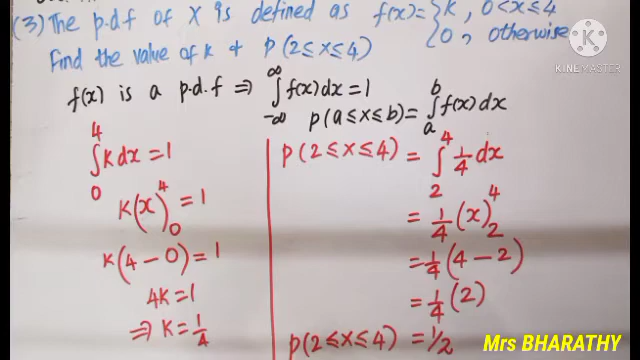 (3) The p.d.f of X is defined as f(x) = { k, 0 < x ≤ 4
0, otherwise
Find the value of k & P(2 ≤ x ≤ 4)
f(x) is a p.d.f ⇒ ∫_{-∞}^{∞} f(x) dx = 1
P(a ≤ x ≤ b) = ∫_a^b f(x) dx
∫_0^4 k dx = 1
k(x)_0^4 = 1
k(4 - 0) = 1
4k = 1
⇒ k = 1/4
P(2 ≤ x ≤ 4) = ∫_2^4 1/4 dx
= 1/4 (x)_2^4
= 1/4 (4 - 2)
= 1/4 (2)
P(2 ≤ x ≤ 4) = 1/2
Mrs BHARATHY
KINEMASTER